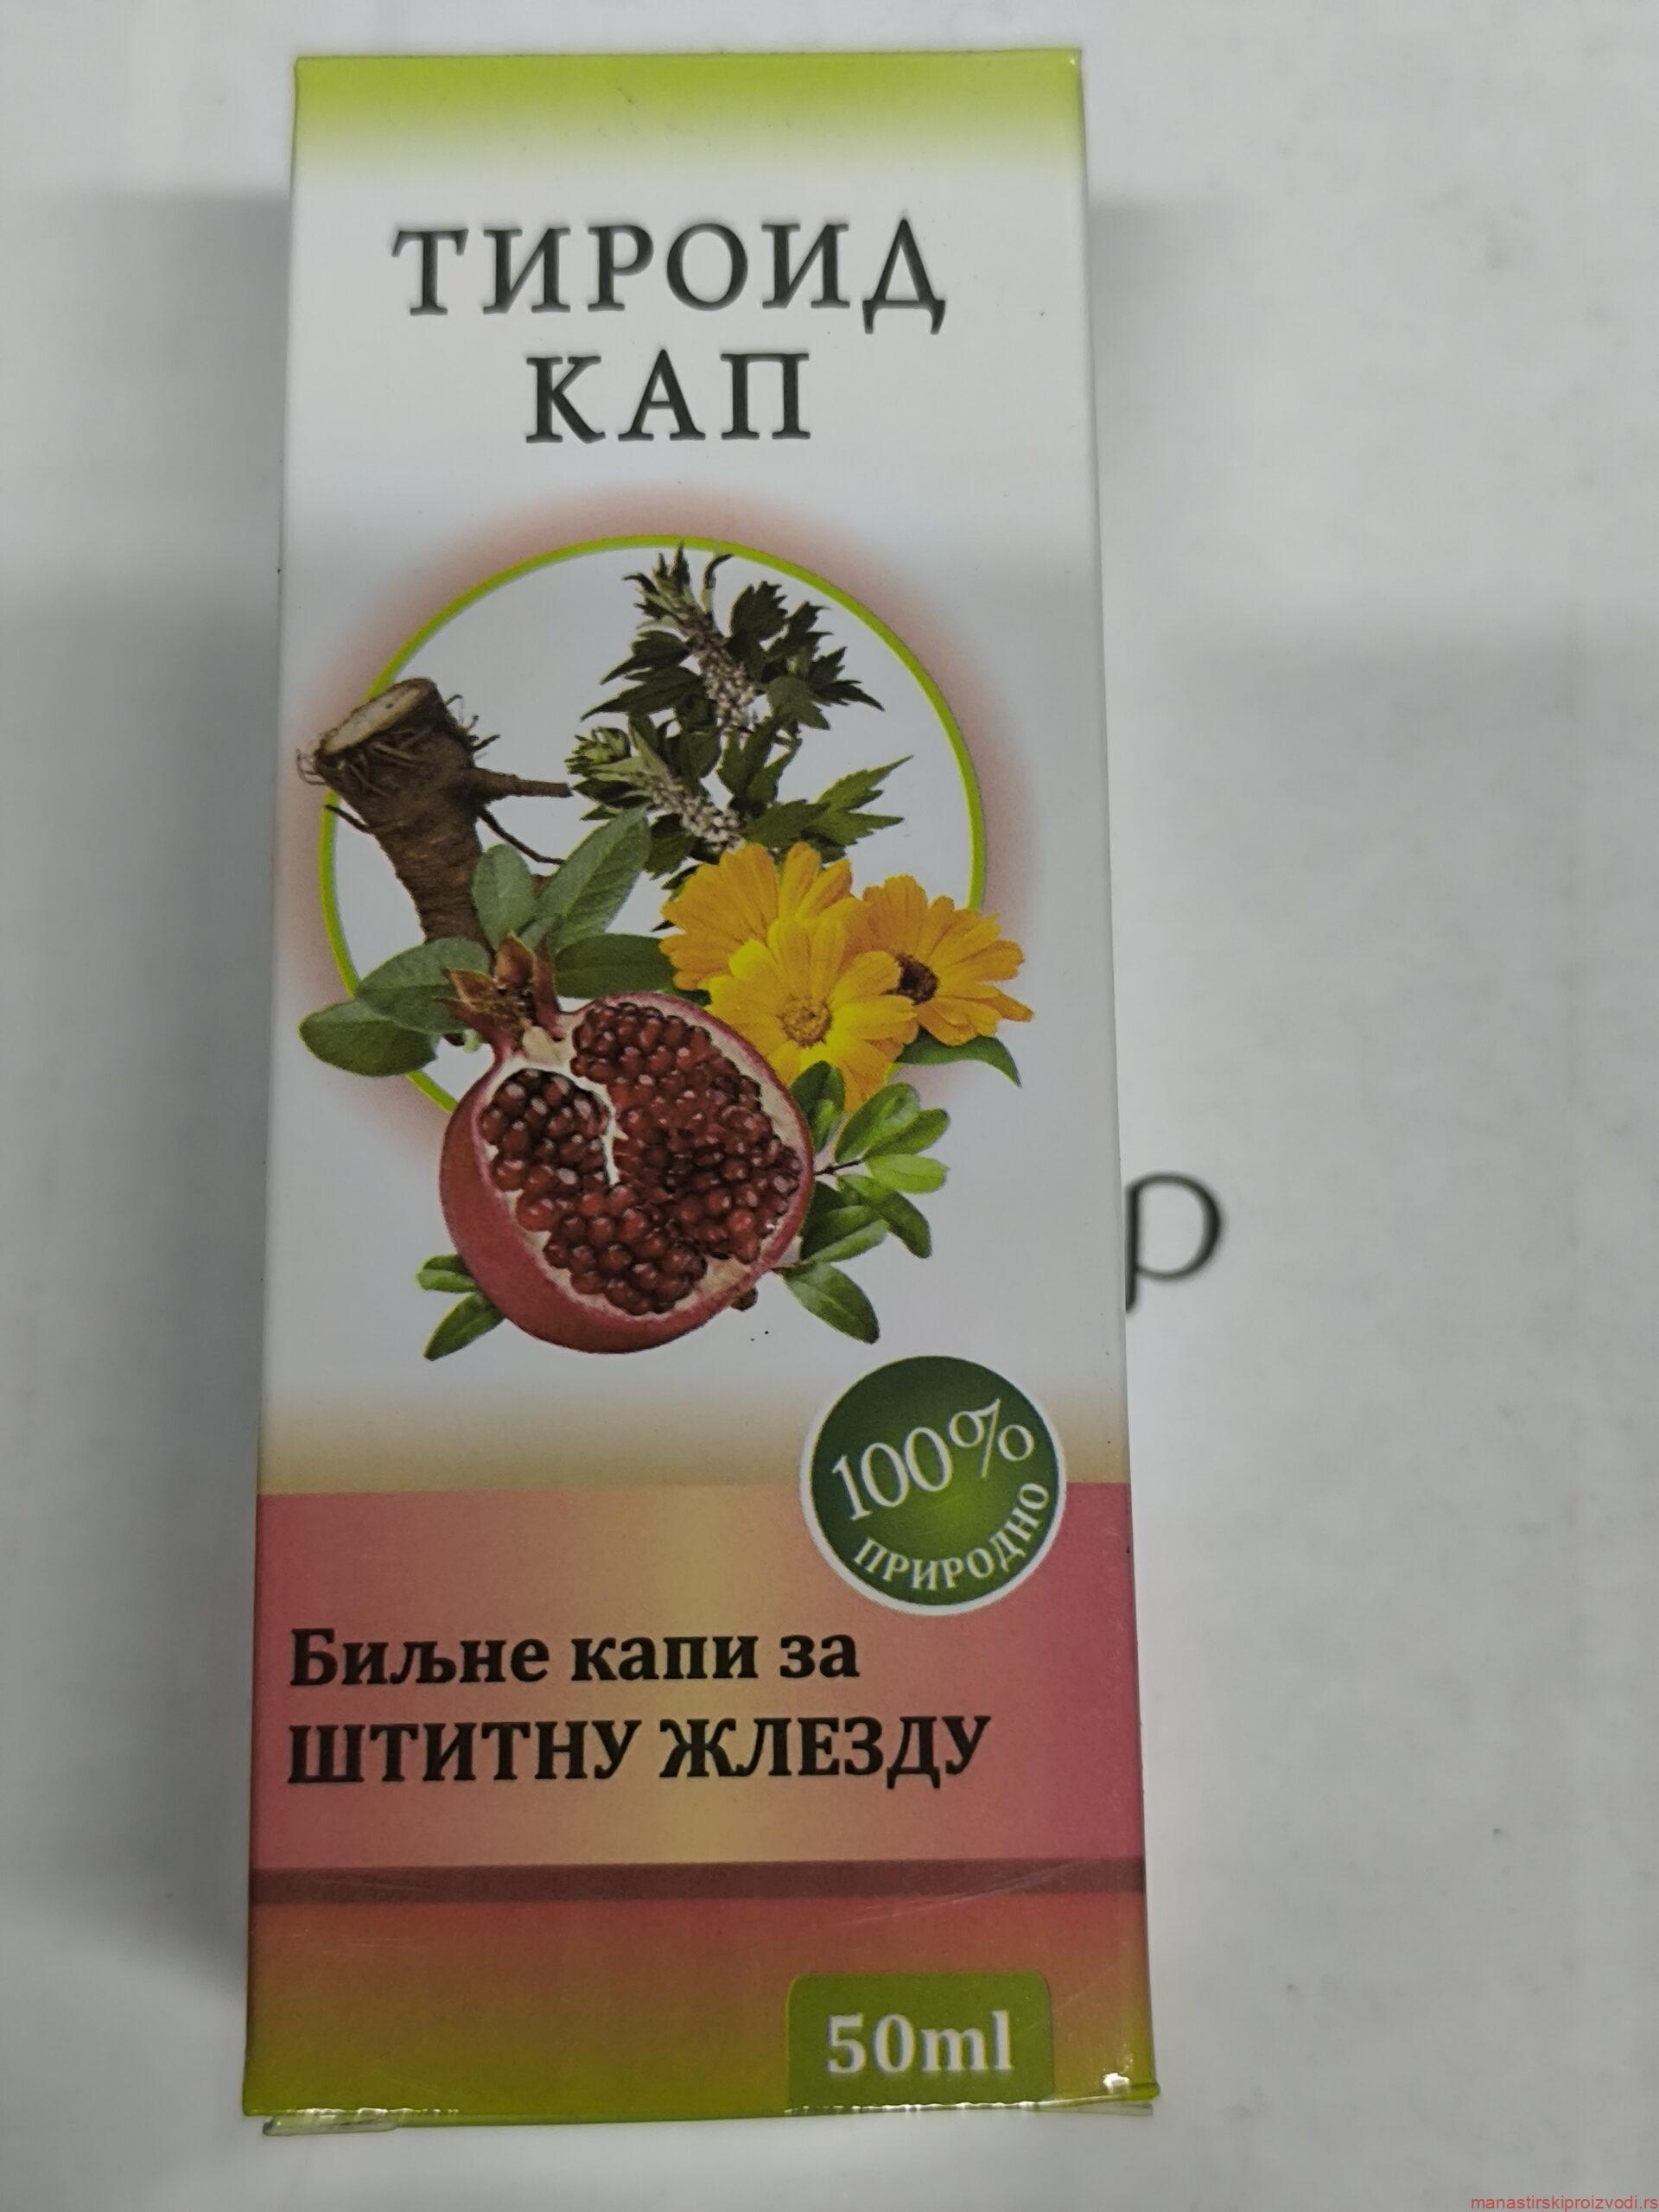 ТИРОИД
КАП
р
100%
ПРИРОДНО
Биљне капи за
ШТИТНУ ЖЛЕЗДУ
50ml
manastirskiproizvodi.rs